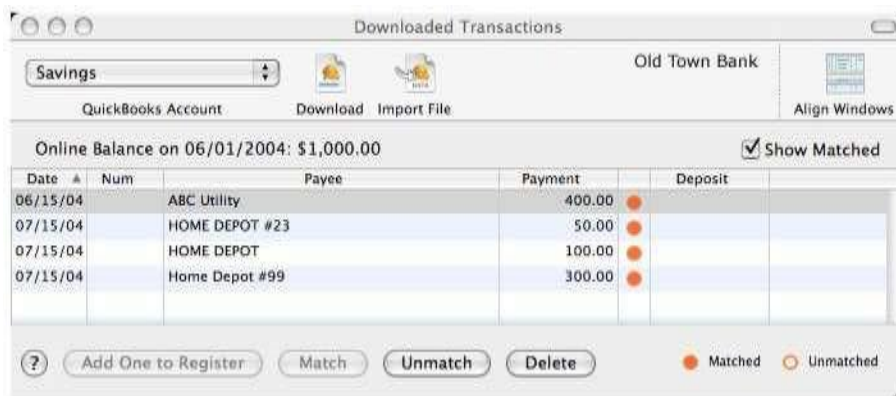 Downloaded Transactions
Savings
QuickBooks Account
Download
Import File
Old Town Bank
Align Windows
Online Balance on 06/01/2004: $1,000.00
Show Matched
Date Num Payee Payment Deposit
06/15/04 ABC Utility 400.00
07/15/04 HOME DEPOT #23 50.00
07/15/04 HOME DEPOT 100.00
07/15/04 Home Depot #99 300.00
? Add One to Register Match Unmatch Delete Matched Unmatched